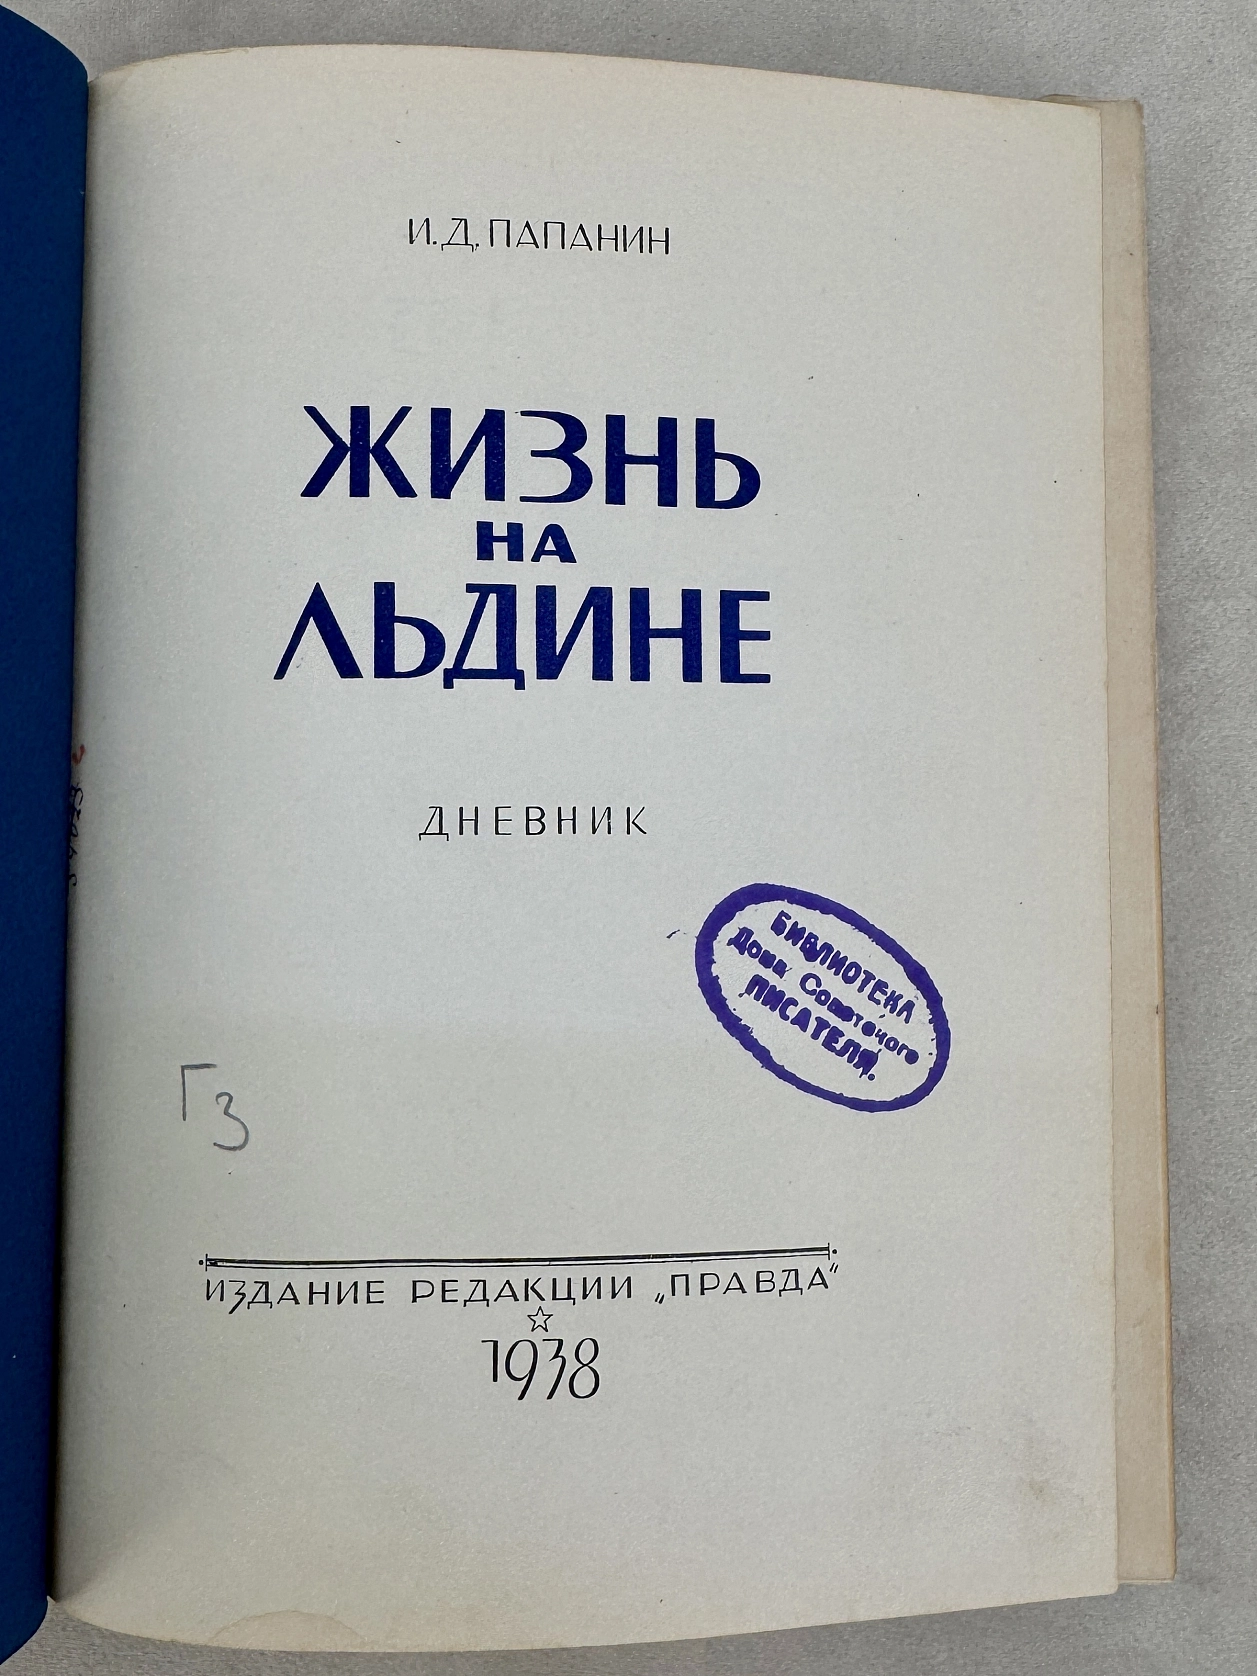 И. Д. ПАПАНИН
ЖИЗНЬ
НА
ЛЬДИНЕ
ДНЕВНИК
БИБЛИОТЕКА
Дома Советского
ПИСАТЕЛЯ.
Г3
ИЗДАНИЕ РЕДАКЦИИ „ПРАВДА"
1938